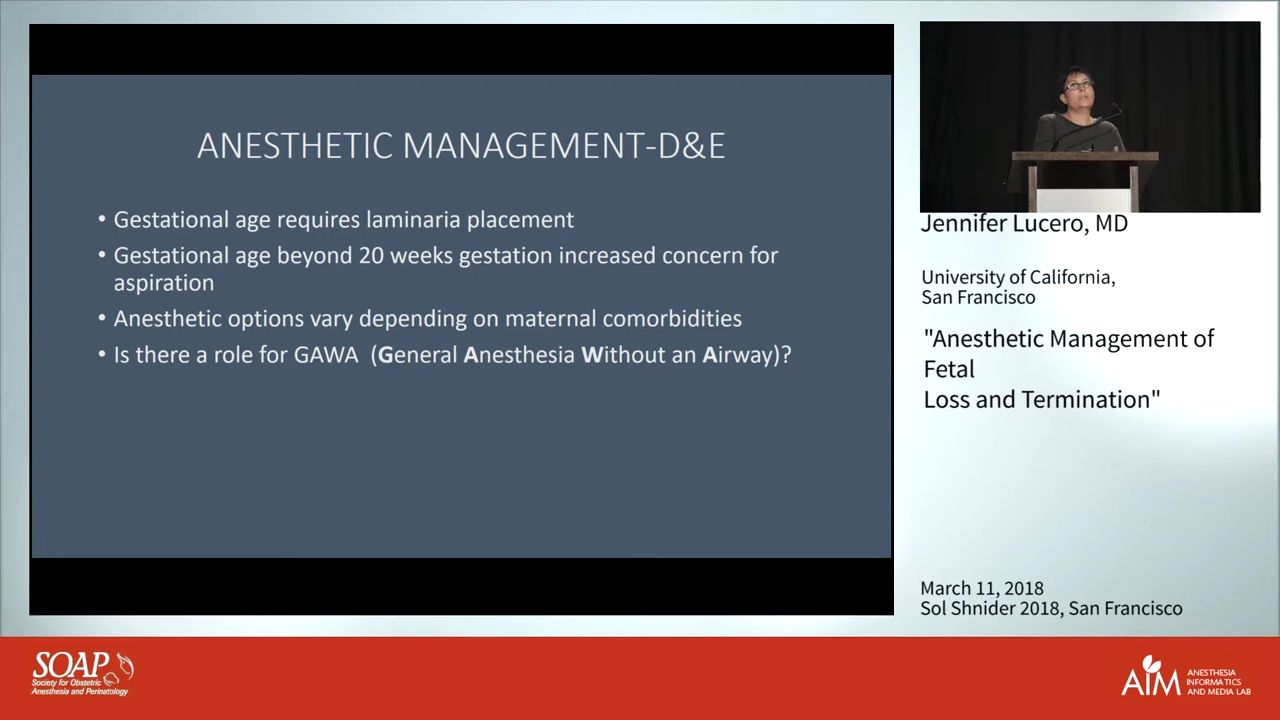 ANESTHETIC MANAGEMENT-D&E
• Gestational age requires laminaria placement
• Gestational age beyond 20 weeks gestation increased concern for
aspiration
• Anesthetic options vary depending on maternal comorbidities
• Is there a role for GAWA (General Anesthesia Without an Airway)?
Jennifer Lucero, MD
University of California,
San Francisco
"Anesthetic Management of
Fetal
Loss and Termination"
March 11, 2018
Sol Shnider 2018, San Francisco
SOAP
Society for Obstetric
Anesthesia and Perinatology
AIM
ANESTHESIA
INFORMATICS
AND MEDIA LAB